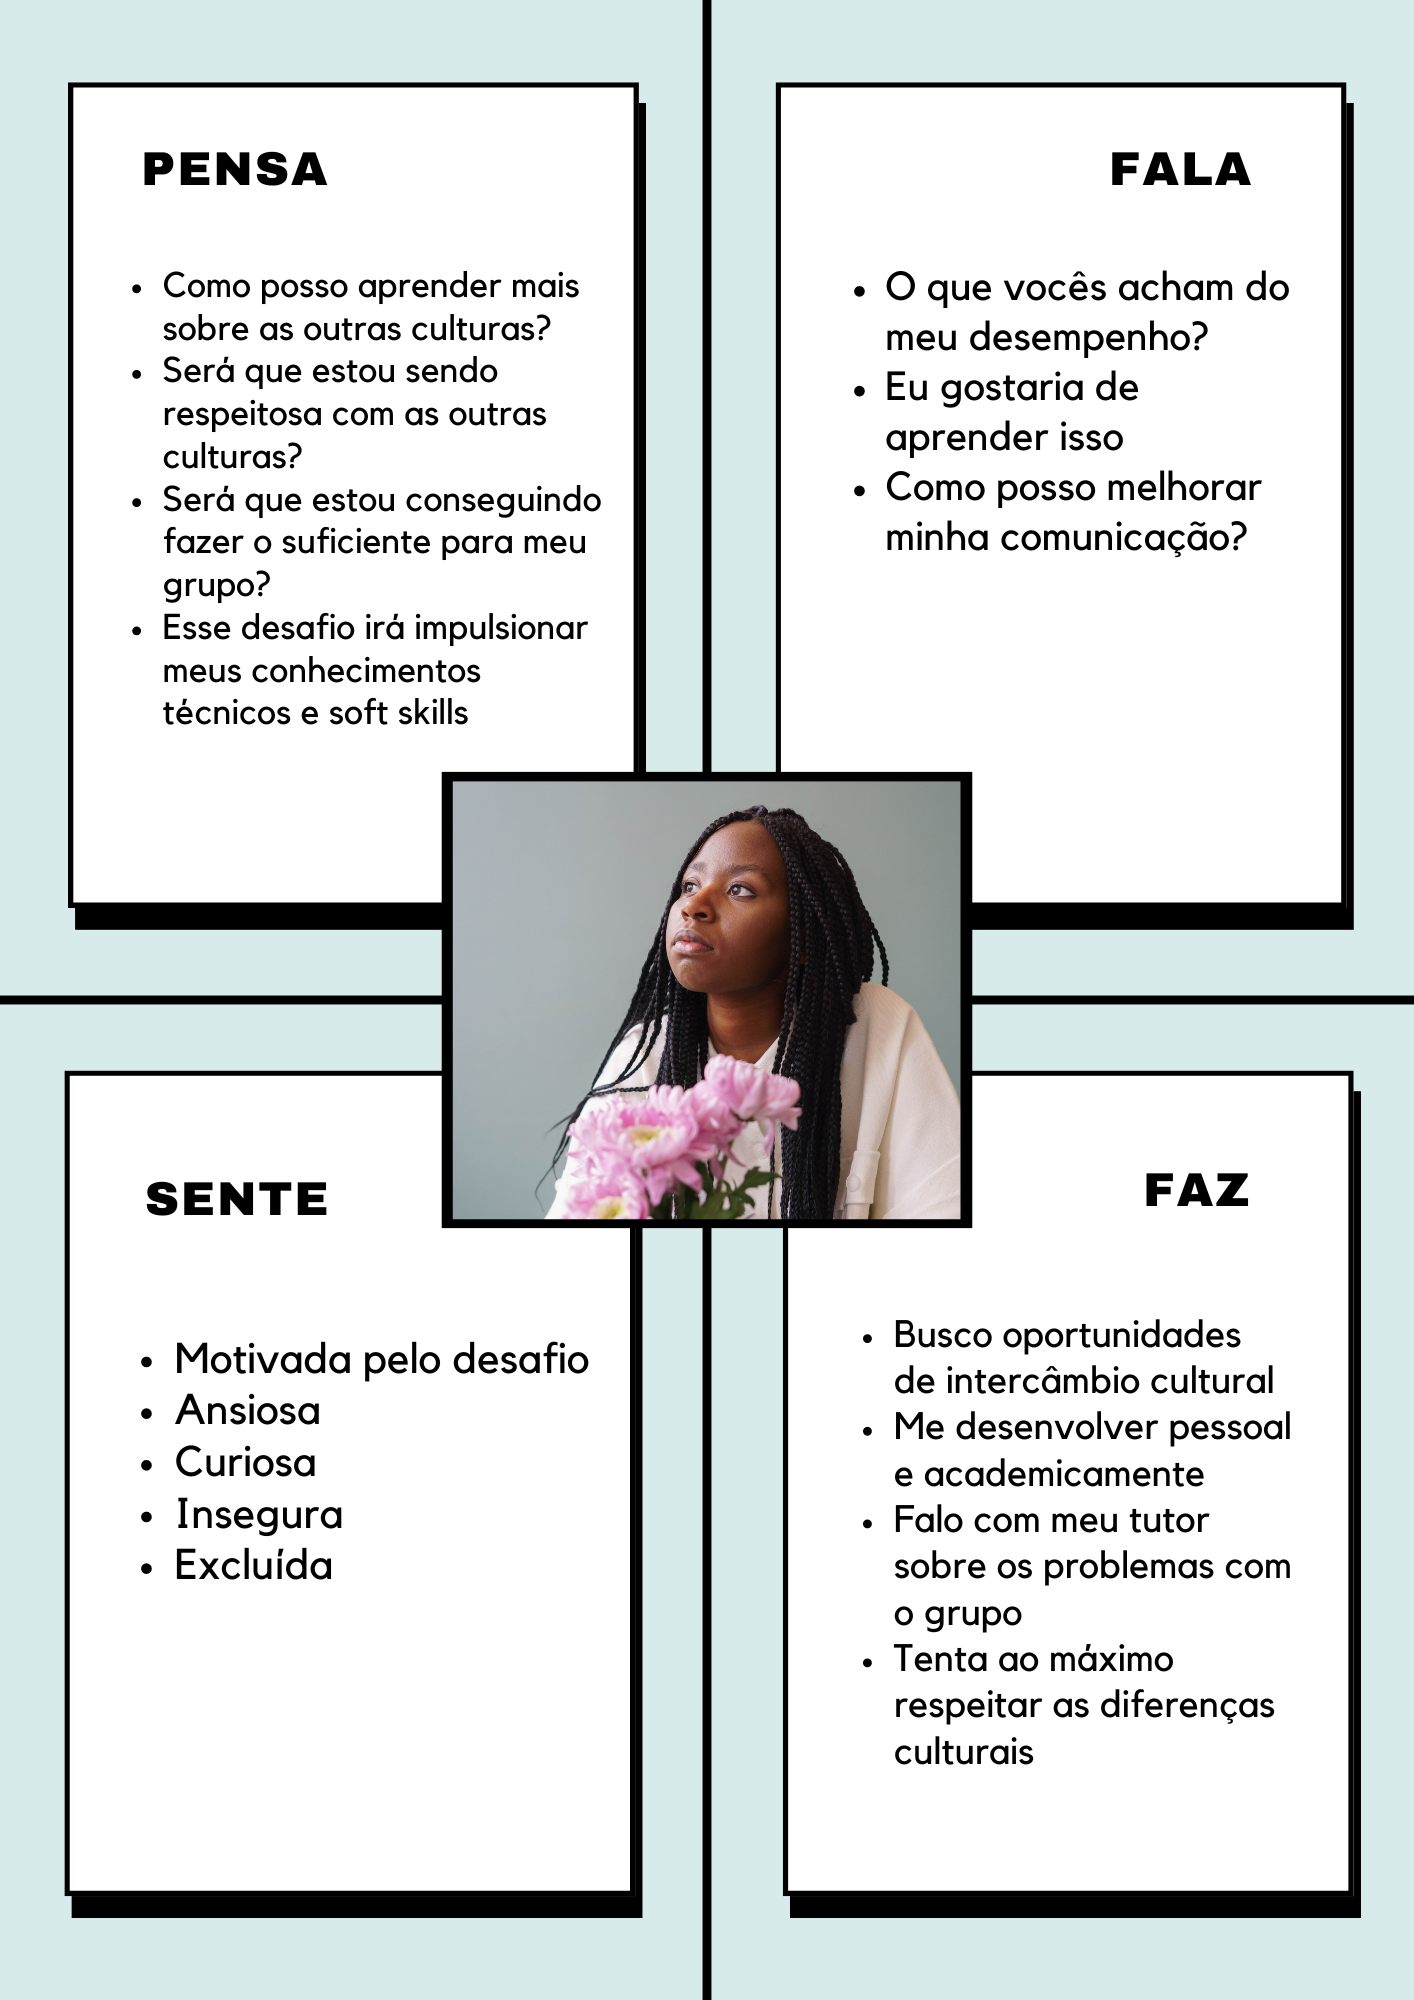 PENSA
• Como posso aprender mais
sobre as outras culturas?
• Será que estou sendo
respeitosa com as outras
culturas?
• Será que estou conseguindo
fazer o suficiente para meu
grupo?
• Esse desafio irá impulsionar
meus conhecimentos
técnicos e soft skills
FALA
• O que vocês acham do
meu desempenho?
• Eu gostaria de
aprender isso
• Como posso melhorar
minha comunicação?
SENTE
• Motivada pelo desafio
• Ansiosa
• Curiosa
• Insegura
• Excluída
FAZ
• Busco oportunidades
de intercâmbio cultural
• Me desenvolver pessoal
e academicamente
• Falo com meu tutor
sobre os problemas com
o grupo
• Tenta ao máximo
respeitar as diferenças
culturais